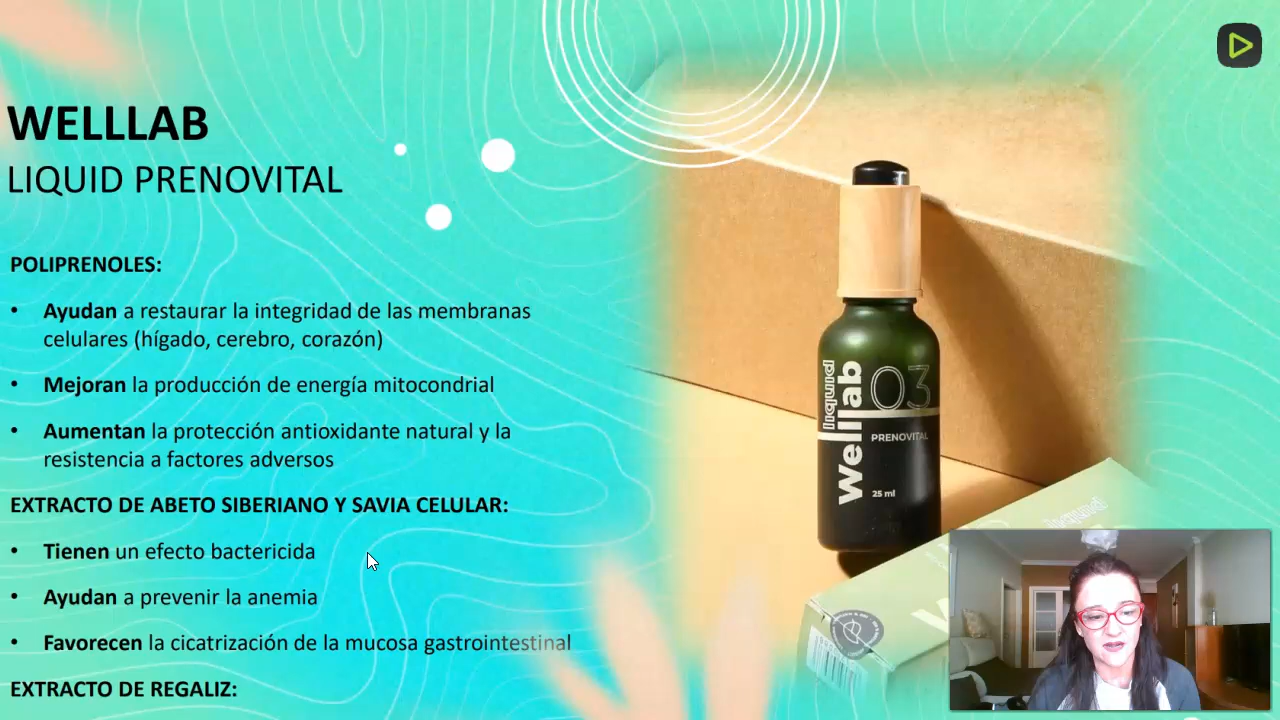 WELLLAB
LIQUID PRENOVITAL
POLIPRENOLES:
• Ayudan a restaurar la integridad de las membranas
celulares (hígado, cerebro, corazón)
• Mejoran la producción de energía mitocondrial
• Aumentan la protección antioxidante natural y la
resistencia a factores adversos
EXTRACTO DE ABETO SIBERIANO Y SAVIA CELULAR:
• Tienen un efecto bactericida
• Ayudan a prevenir la anemia
• Favorecen la cicatrización de la mucosa gastrointestinal
EXTRACTO DE REGALIZ:
liquid
Welllab
03
PRENOVITAL
25 ml
liquid